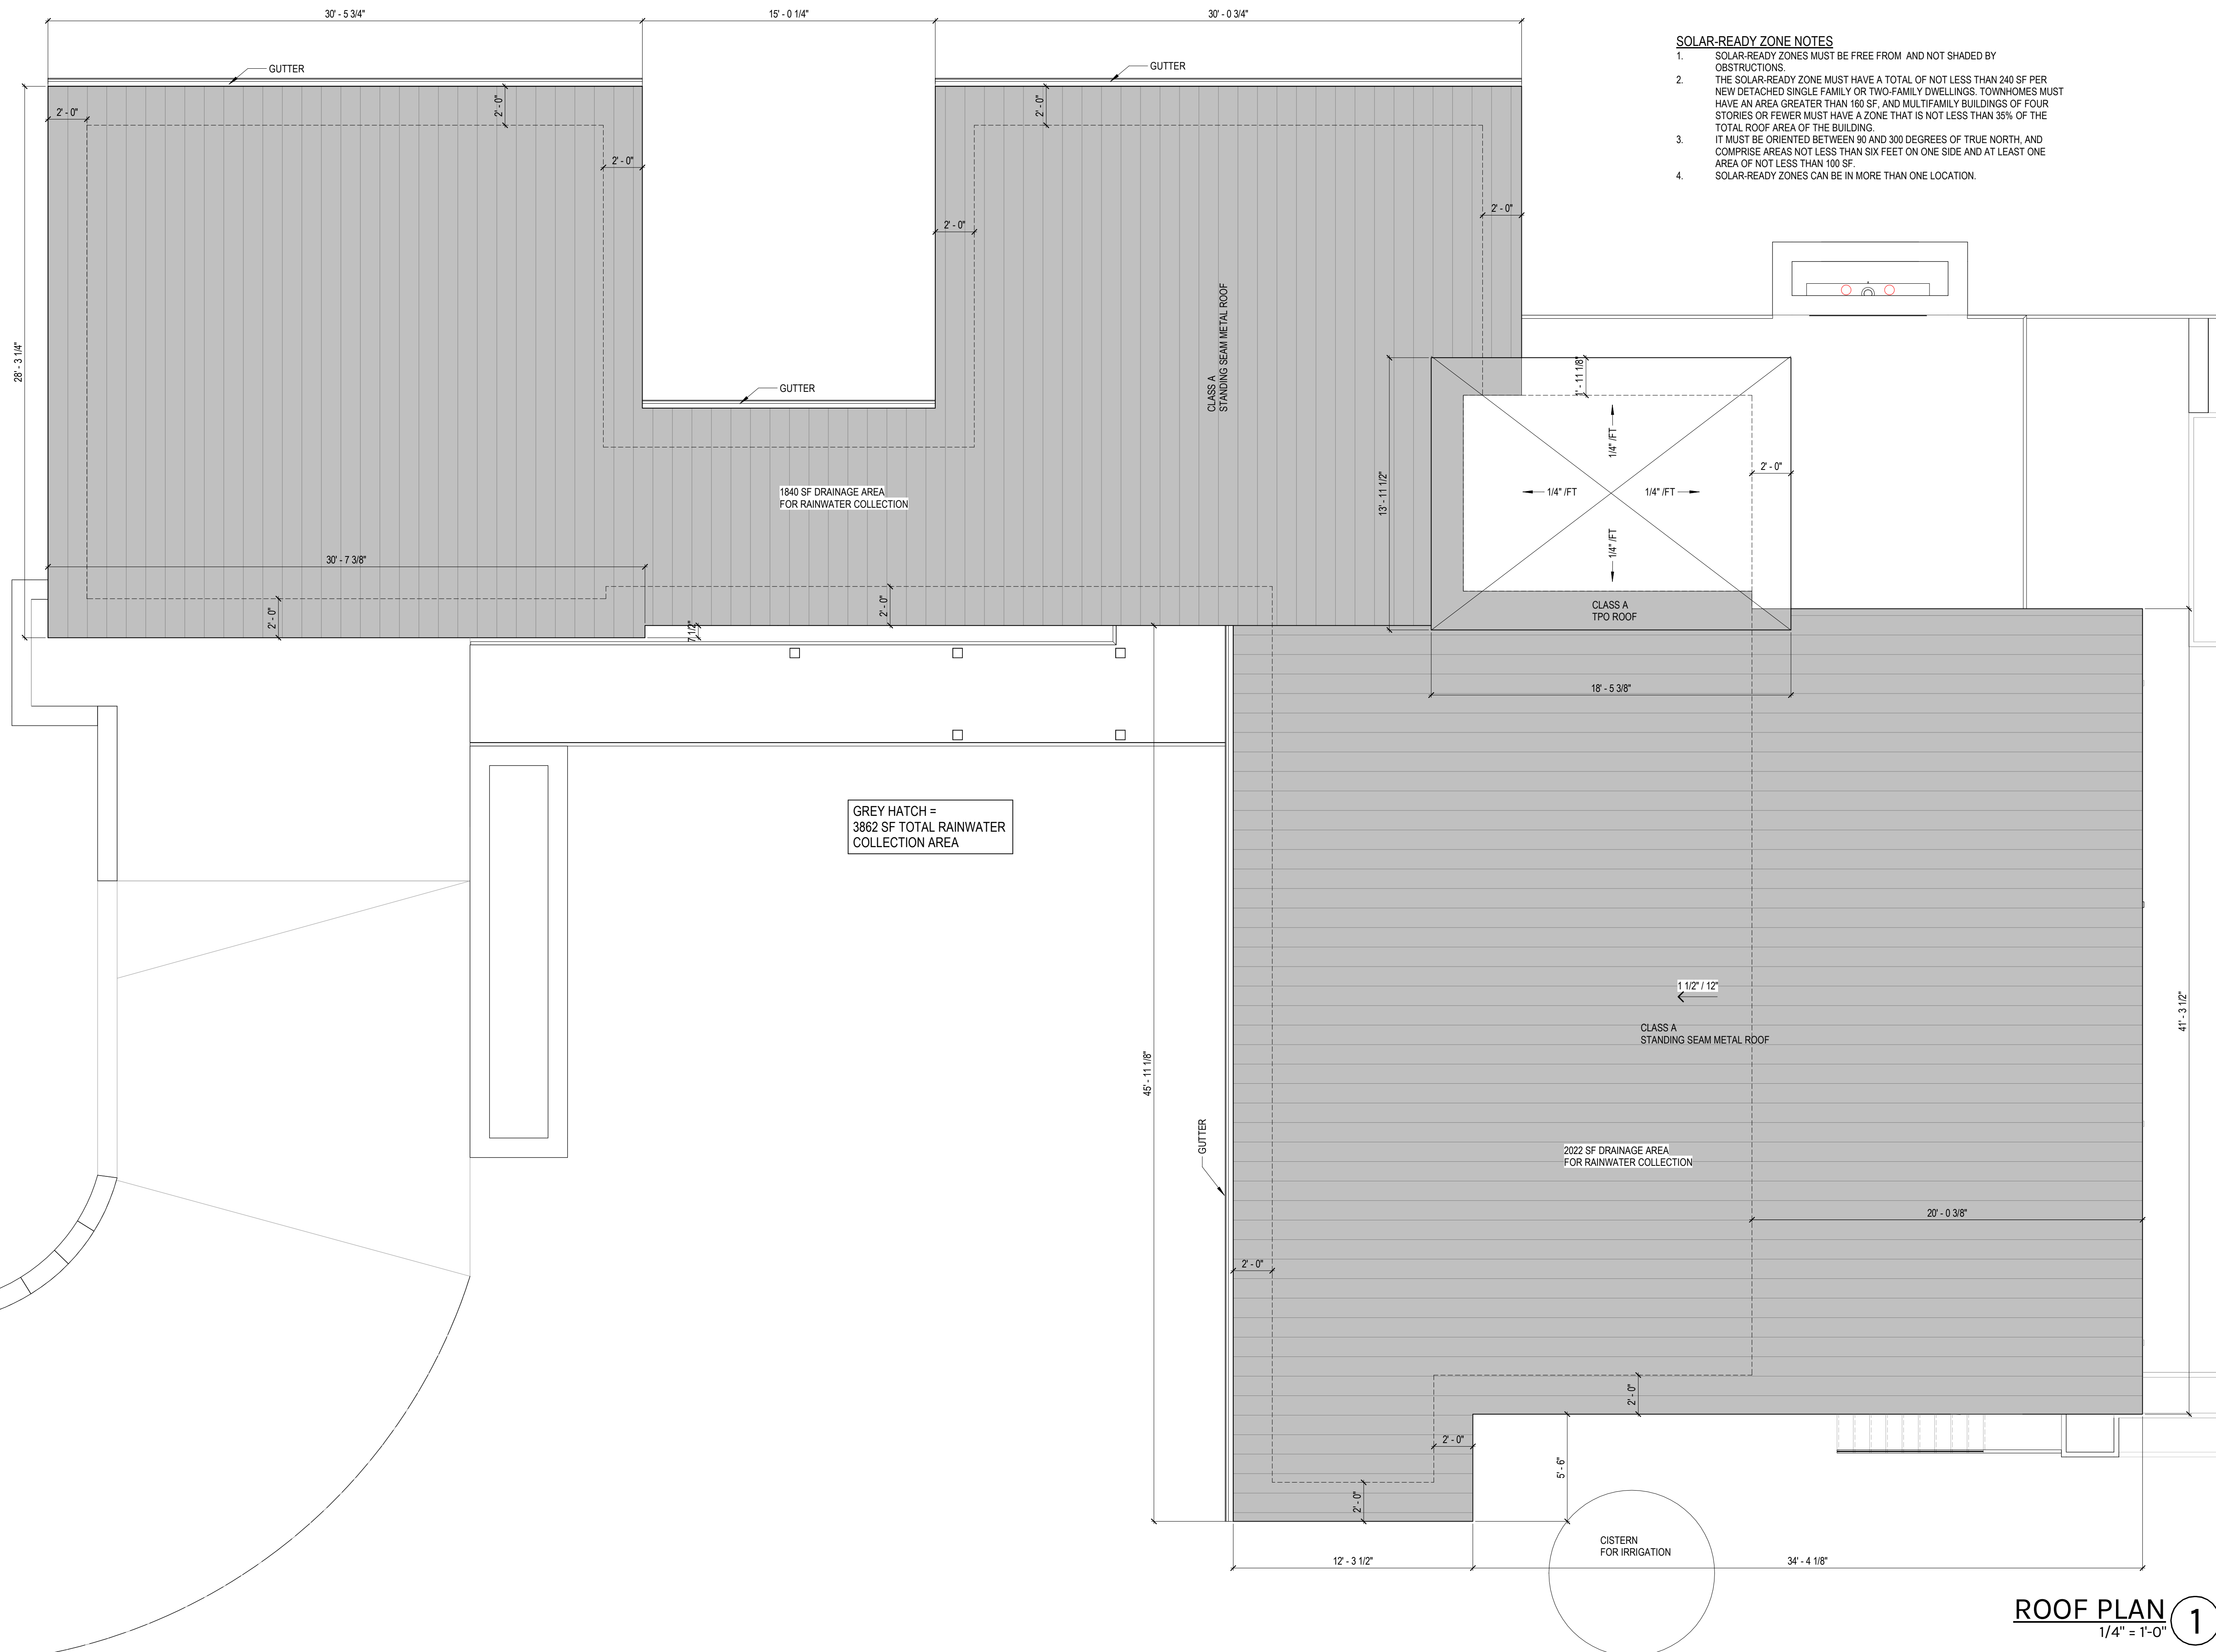 30' - 5 3/4"
15' - 0 1/4"
30' - 0 3/4"
SOLAR-READY ZONE NOTES
1. SOLAR-READY ZONES MUST BE FREE FROM AND NOT SHADED BY
OBSTRUCTIONS.
2. THE SOLAR-READY ZONE MUST HAVE A TOTAL OF NOT LESS THAN 240 SF PER
NEW DETACHED SINGLE FAMILY OR TWO-FAMILY DWELLINGS. TOWNHOMES MUST
HAVE AN AREA GREATER THAN 160 SF, AND MULTIFAMILY BUILDINGS OF FOUR
STORIES OR FEWER MUST HAVE A ZONE THAT IS NOT LESS THAN 35% OF THE
TOTAL ROOF AREA OF THE BUILDING.
3. IT MUST BE ORIENTED BETWEEN 90 AND 300 DEGREES OF TRUE NORTH, AND
COMPRISE AREAS NOT LESS THAN SIX FEET ON ONE SIDE AND AT LEAST ONE
AREA OF NOT LESS THAN 100 SF.
4. SOLAR-READY ZONES CAN BE IN MORE THAN ONE LOCATION.
GUTTER
GUTTER
2' - 0"
2' - 0"
2' - 0"
2' - 0"
2' - 0"
2' - 0"
28' - 3 1/4"
CLASS A
STANDING SEAM METAL ROOF
GUTTER
1' - 11 1/8"
1/4" /FT
2' - 0"
13' - 11 1/2"
1/4" /FT
1/4" /FT
1/4" /FT
1840 SF DRAINAGE AREA
FOR RAINWATER COLLECTION
30' - 7 3/8"
2' - 0"
2' - 0"
7 1/2"
CLASS A
TPO ROOF
18' - 5 3/8"
GREY HATCH =
3862 SF TOTAL RAINWATER
COLLECTION AREA
1 1/2" / 12"
CLASS A
STANDING SEAM METAL ROOF
41' - 3 1/2"
45' - 11 1/8"
GUTTER
2022 SF DRAINAGE AREA
FOR RAINWATER COLLECTION
20' - 0 3/8"
2' - 0"
2' - 0"
2' - 0"
5' - 6"
2' - 0"
CISTERN
FOR IRRIGATION
12' - 3 1/2"
34' - 4 1/8"
ROOF PLAN
1/4" = 1'-0"
1